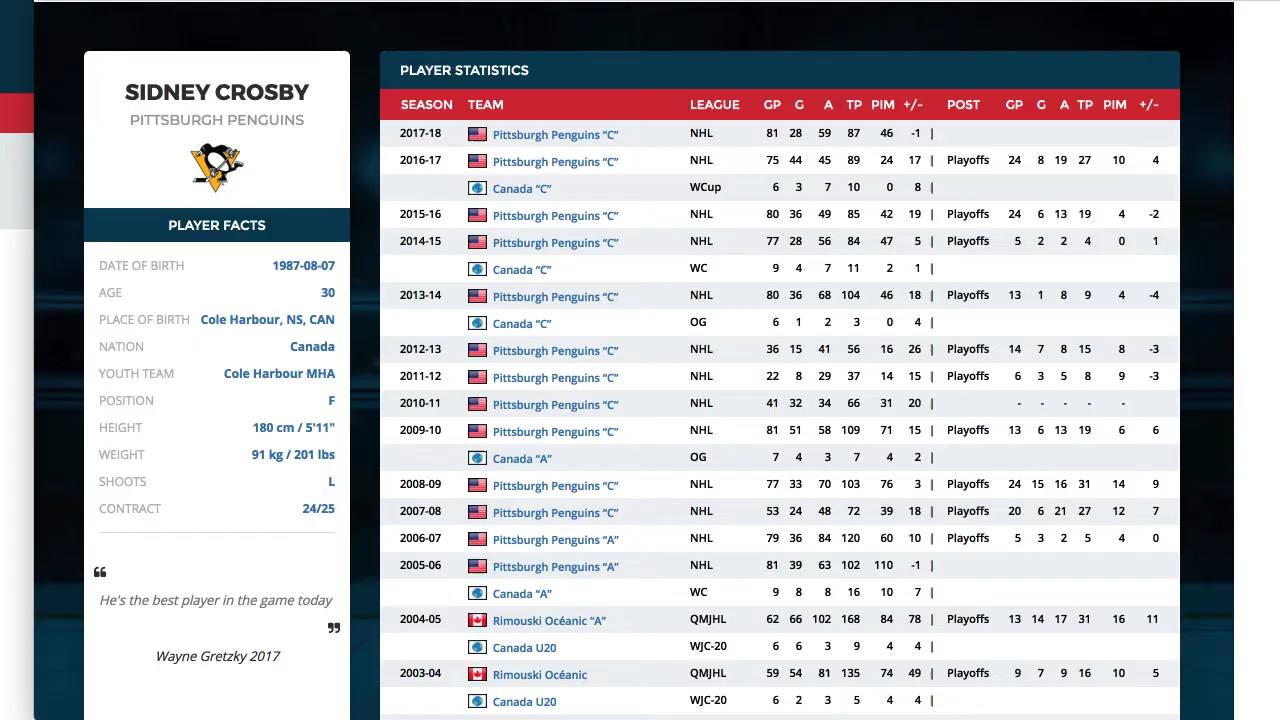 SIDNEY CROSBY
PITTSBURGH PENGUINS
PLAYER FACTS
DATE OF BIRTH 1987-08-07
AGE 30
PLACE OF BIRTH Cole Harbour, NS, CAN
NATION Canada
YOUTH TEAM Cole Harbour MHA
POSITION F
HEIGHT 180 cm / 5'11"
WEIGHT 91 kg / 201 lbs
SHOOTS L
CONTRACT 24/25
“
He's the best player in the game today
”
Wayne Gretzky 2017
PLAYER STATISTICS
SEASON TEAM LEAGUE GP G A TP PIM +/- POST GP G A TP PIM +/-
2017-18 Pittsburgh Penguins “C” NHL 81 28 59 87 46 -1 |
2016-17 Pittsburgh Penguins “C” NHL 75 44 45 89 24 17 | Playoffs 24 8 19 27 10 4
Canada “C” WCup 6 3 7 10 0 8 |
2015-16 Pittsburgh Penguins “C” NHL 80 36 49 85 42 19 | Playoffs 24 6 13 19 4 -2
2014-15 Pittsburgh Penguins “C” NHL 77 28 56 84 47 5 | Playoffs 5 2 2 4 0 1
Canada “C” WC 9 4 7 11 2 1 |
2013-14 Pittsburgh Penguins “C” NHL 80 36 68 104 46 18 | Playoffs 13 1 8 9 4 -4
Canada “C” OG 6 1 2 3 0 4 |
2012-13 Pittsburgh Penguins “C” NHL 36 15 41 56 16 26 | Playoffs 14 7 8 15 8 -3
2011-12 Pittsburgh Penguins “C” NHL 22 8 29 37 14 15 | Playoffs 6 3 5 8 9 -3
2010-11 Pittsburgh Penguins “C” NHL 41 32 34 66 31 20 | - - - - -
2009-10 Pittsburgh Penguins “C” NHL 81 51 58 109 71 15 | Playoffs 13 6 13 19 6 6
Canada “A” OG 7 4 3 7 4 2 |
2008-09 Pittsburgh Penguins “C” NHL 77 33 70 103 76 3 | Playoffs 24 15 16 31 14 9
2007-08 Pittsburgh Penguins “C” NHL 53 24 48 72 39 18 | Playoffs 20 6 21 27 12 7
2006-07 Pittsburgh Penguins “A” NHL 79 36 84 120 60 10 | Playoffs 5 3 2 5 4 0
2005-06 Pittsburgh Penguins “A” NHL 81 39 63 102 110 -1 |
Canada “A” WC 9 8 8 16 10 7 |
2004-05 Rimouski Océanic “A” QMJHL 62 66 102 168 84 78 | Playoffs 13 14 17 31 16 11
Canada U20 WJC-20 6 6 3 9 4 4 |
2003-04 Rimouski Océanic QMJHL 59 54 81 135 74 49 | Playoffs 9 7 9 16 10 5
Canada U20 WJC-20 6 2 3 5 4 4 |